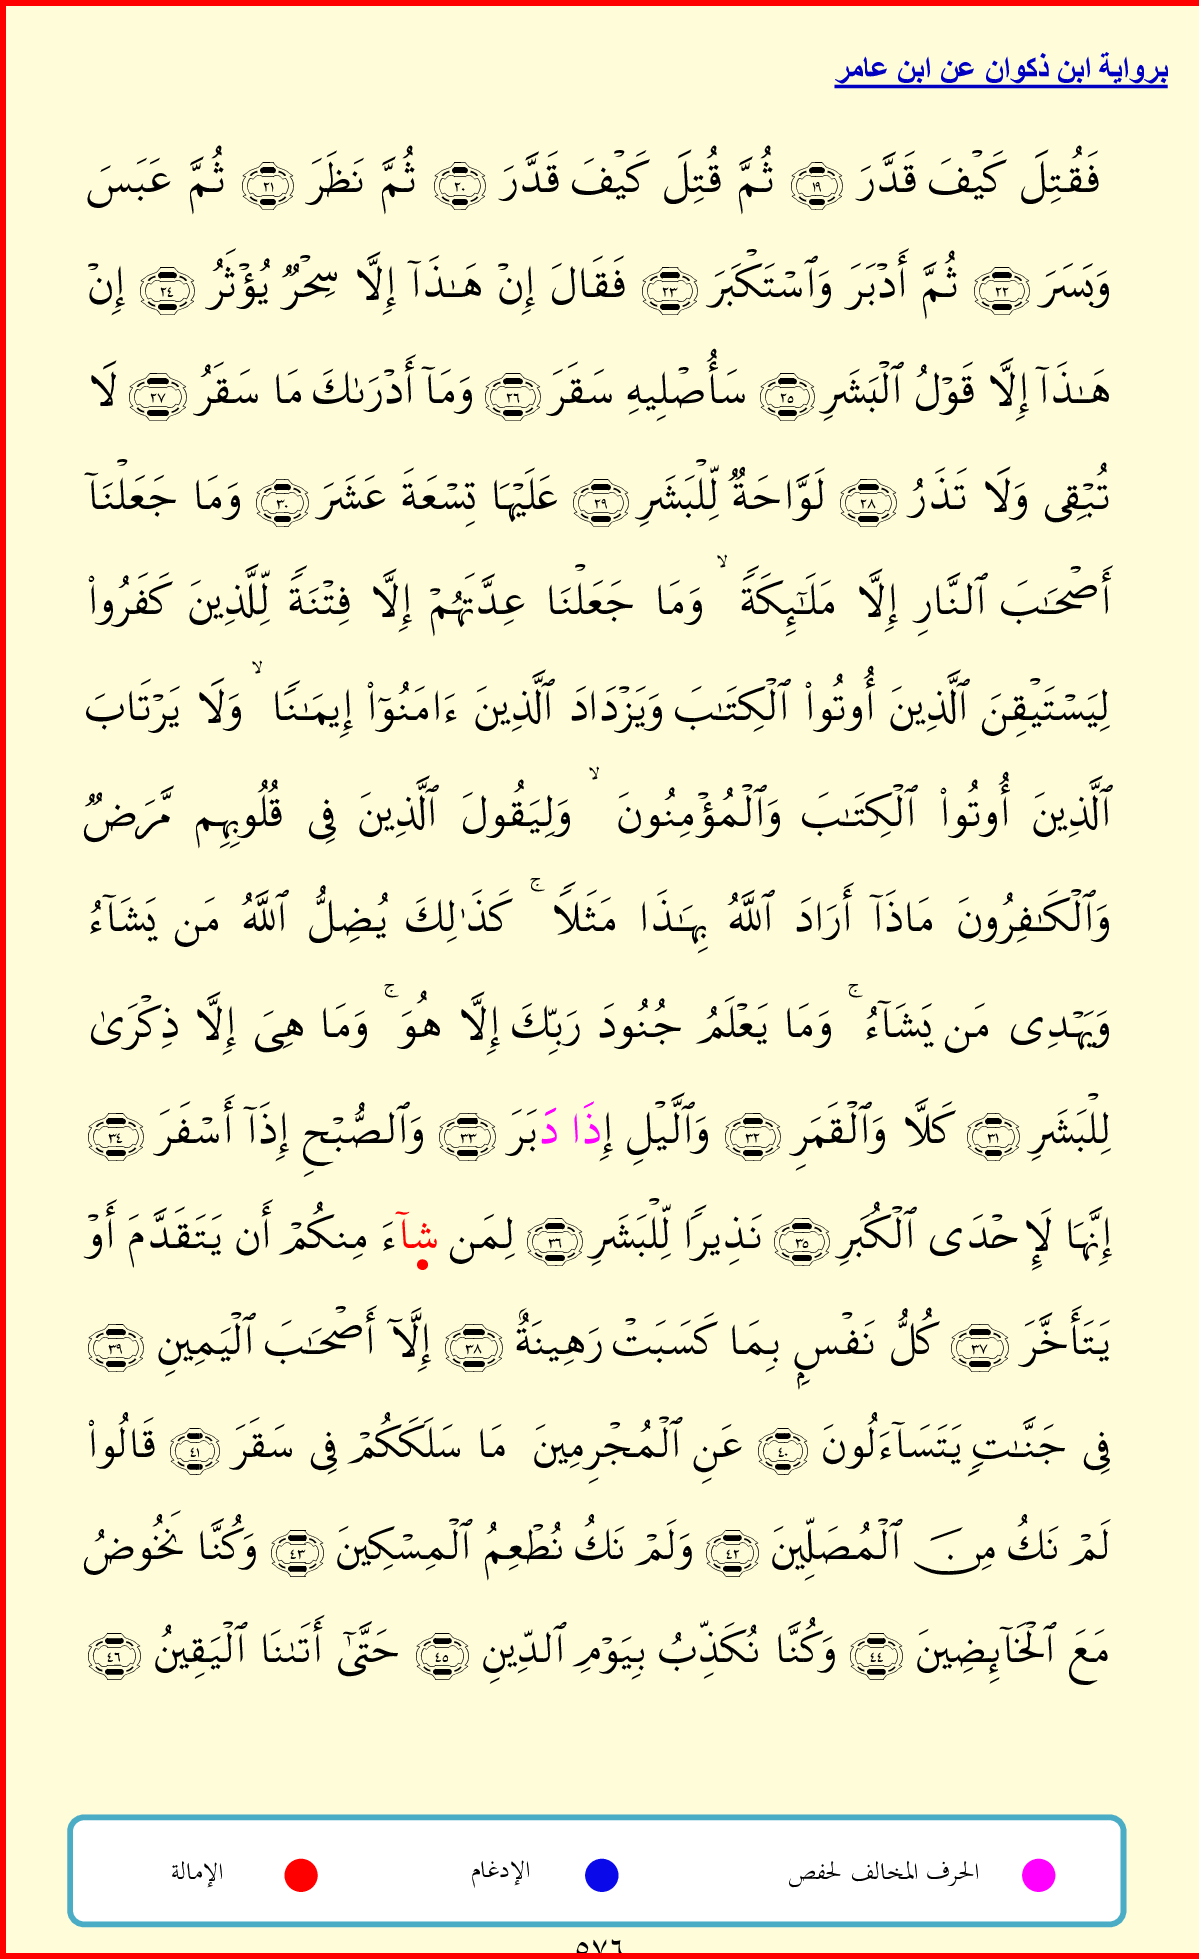 برواية ابن ذكوان عن ابن عامر
فَقُتِلَ كَيۡفَ قَدَّرَ ١٩ ثُمَّ قُتِلَ كَيۡفَ قَدَّرَ ٢٠ ثُمَّ نَظَرَ ٢١ ثُمَّ عَبَسَ
وَبَسَرَ ٢٢ ثُمَّ أَدۡبَرَ وَٱسۡتَكۡبَرَ ٢٣ فَقَالَ إِنۡ هَـٰذَآ إِلَّا سِحۡرٌ يُؤۡثَرُ ٢٤ إِنۡ
هَـٰذَآ إِلَّا قَوۡلُ ٱلۡبَشَرِ ٢٥ سَأُصۡلِيهِ سَقَرَ ٢٦ وَمَآ أَدۡرَىٰكَ مَا سَقَرُ ٢٧ لَا
تُبۡقِى وَلَا تَذَرُ ٢٨ لَوَّاحَةٌ لِّلۡبَشَرِ ٢٩ عَلَيۡهَا تِسۡعَةَ عَشَرَ ٣٠ وَمَا جَعَلۡنَآ
أَصۡحَـٰبَ ٱلنَّارِ إِلَّا مَلَـٰٓئِكَةً ۙ وَمَا جَعَلۡنَا عِدَّتَهُمۡ إِلَّا فِتۡنَةً لِّلَّذِينَ كَفَرُواْ
لِيَسۡتَيۡقِنَ ٱلَّذِينَ أُوتُواْ ٱلۡكِتَـٰبَ وَيَزۡدَادَ ٱلَّذِينَ ءَامَنُوٓاْ إِيمَـٰنًا ۙ وَلَا يَرۡتَابَ
ٱلَّذِينَ أُوتُواْ ٱلۡكِتَـٰبَ وَٱلۡمُؤۡمِنُونَ ۙ وَلِيَقُولَ ٱلَّذِينَ فِى قُلُوبِهِم مَّرَضٌ
وَٱلۡكَـٰفِرُونَ مَاذَآ أَرَادَ ٱللَّهُ بِهَـٰذَا مَثَلًا ۚ كَذَٰلِكَ يُضِلُّ ٱللَّهُ مَن يَشَآءُ
وَيَهۡدِى مَن يَشَآءُ ۚ وَمَا يَعۡلَمُ جُنُودَ رَبِّكَ إِلَّا هُوَ ۚ وَمَا هِىَ إِلَّا ذِكۡرَىٰ
لِلۡبَشَرِ ٣١ كَلَّا وَٱلۡقَمَرِ ٣٢ وَٱلَّيۡلِ إِذَا دَبَرَ ٣٣ وَٱلصُّبۡحِ إِذَآ أَسۡفَرَ ٣٤
إِنَّهَا لَإِحۡدَى ٱلۡكُبَرِ ٣٥ نَذِيرًا لِّلۡبَشَرِ ٣٦ لِمَن شآءَ مِنكُمۡ أَن يَتَقَدَّمَ أَوۡ
يَتَأَخَّرَ ٣٧ كُلُّ نَفۡسٍۭ بِمَا كَسَبَتۡ رَهِينَةٌ ٣٨ إِلَّآ أَصۡحَـٰبَ ٱلۡيَمِينِ ٣٩
فِى جَنَّـٰتٍ يَتَسَآءَلُونَ ٤٠ عَنِ ٱلۡمُجۡرِمِينَ مَا سَلَكَكُمۡ فِى سَقَرَ ٤١ قَالُواْ
لَمۡ نَكُ مِنَ ٱلۡمُصَلِّينَ ٤٢ وَلَمۡ نَكُ نُطۡعِمُ ٱلۡمِسۡكِينَ ٤٣ وَكُنَّا نَخُوضُ
مَعَ ٱلۡخَآئِضِينَ ٤٤ وَكُنَّا نُكَذِّبُ بِيَوۡمِ ٱلدِّينِ ٤٥ حَتَّىٰٓ أَتَىٰنَا ٱلۡيَقِينُ ٤٦
الحرف المخالف لحفص الإدغام الإمالة
٥٧٦